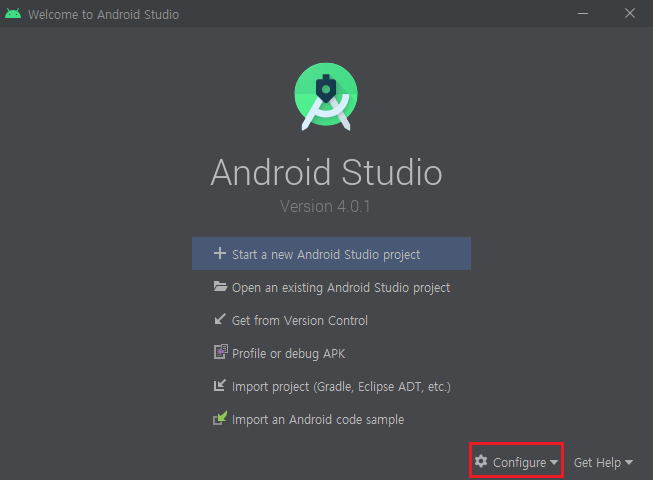 Welcome to Android Studio
Android Studio
Version 4.0.1
Start a new Android Studio project
Open an existing Android Studio project
Get from Version Control
Profile or debug APK
Import project (Gradle, Eclipse ADT, etc.)
Import an Android code sample
Configure Get Help